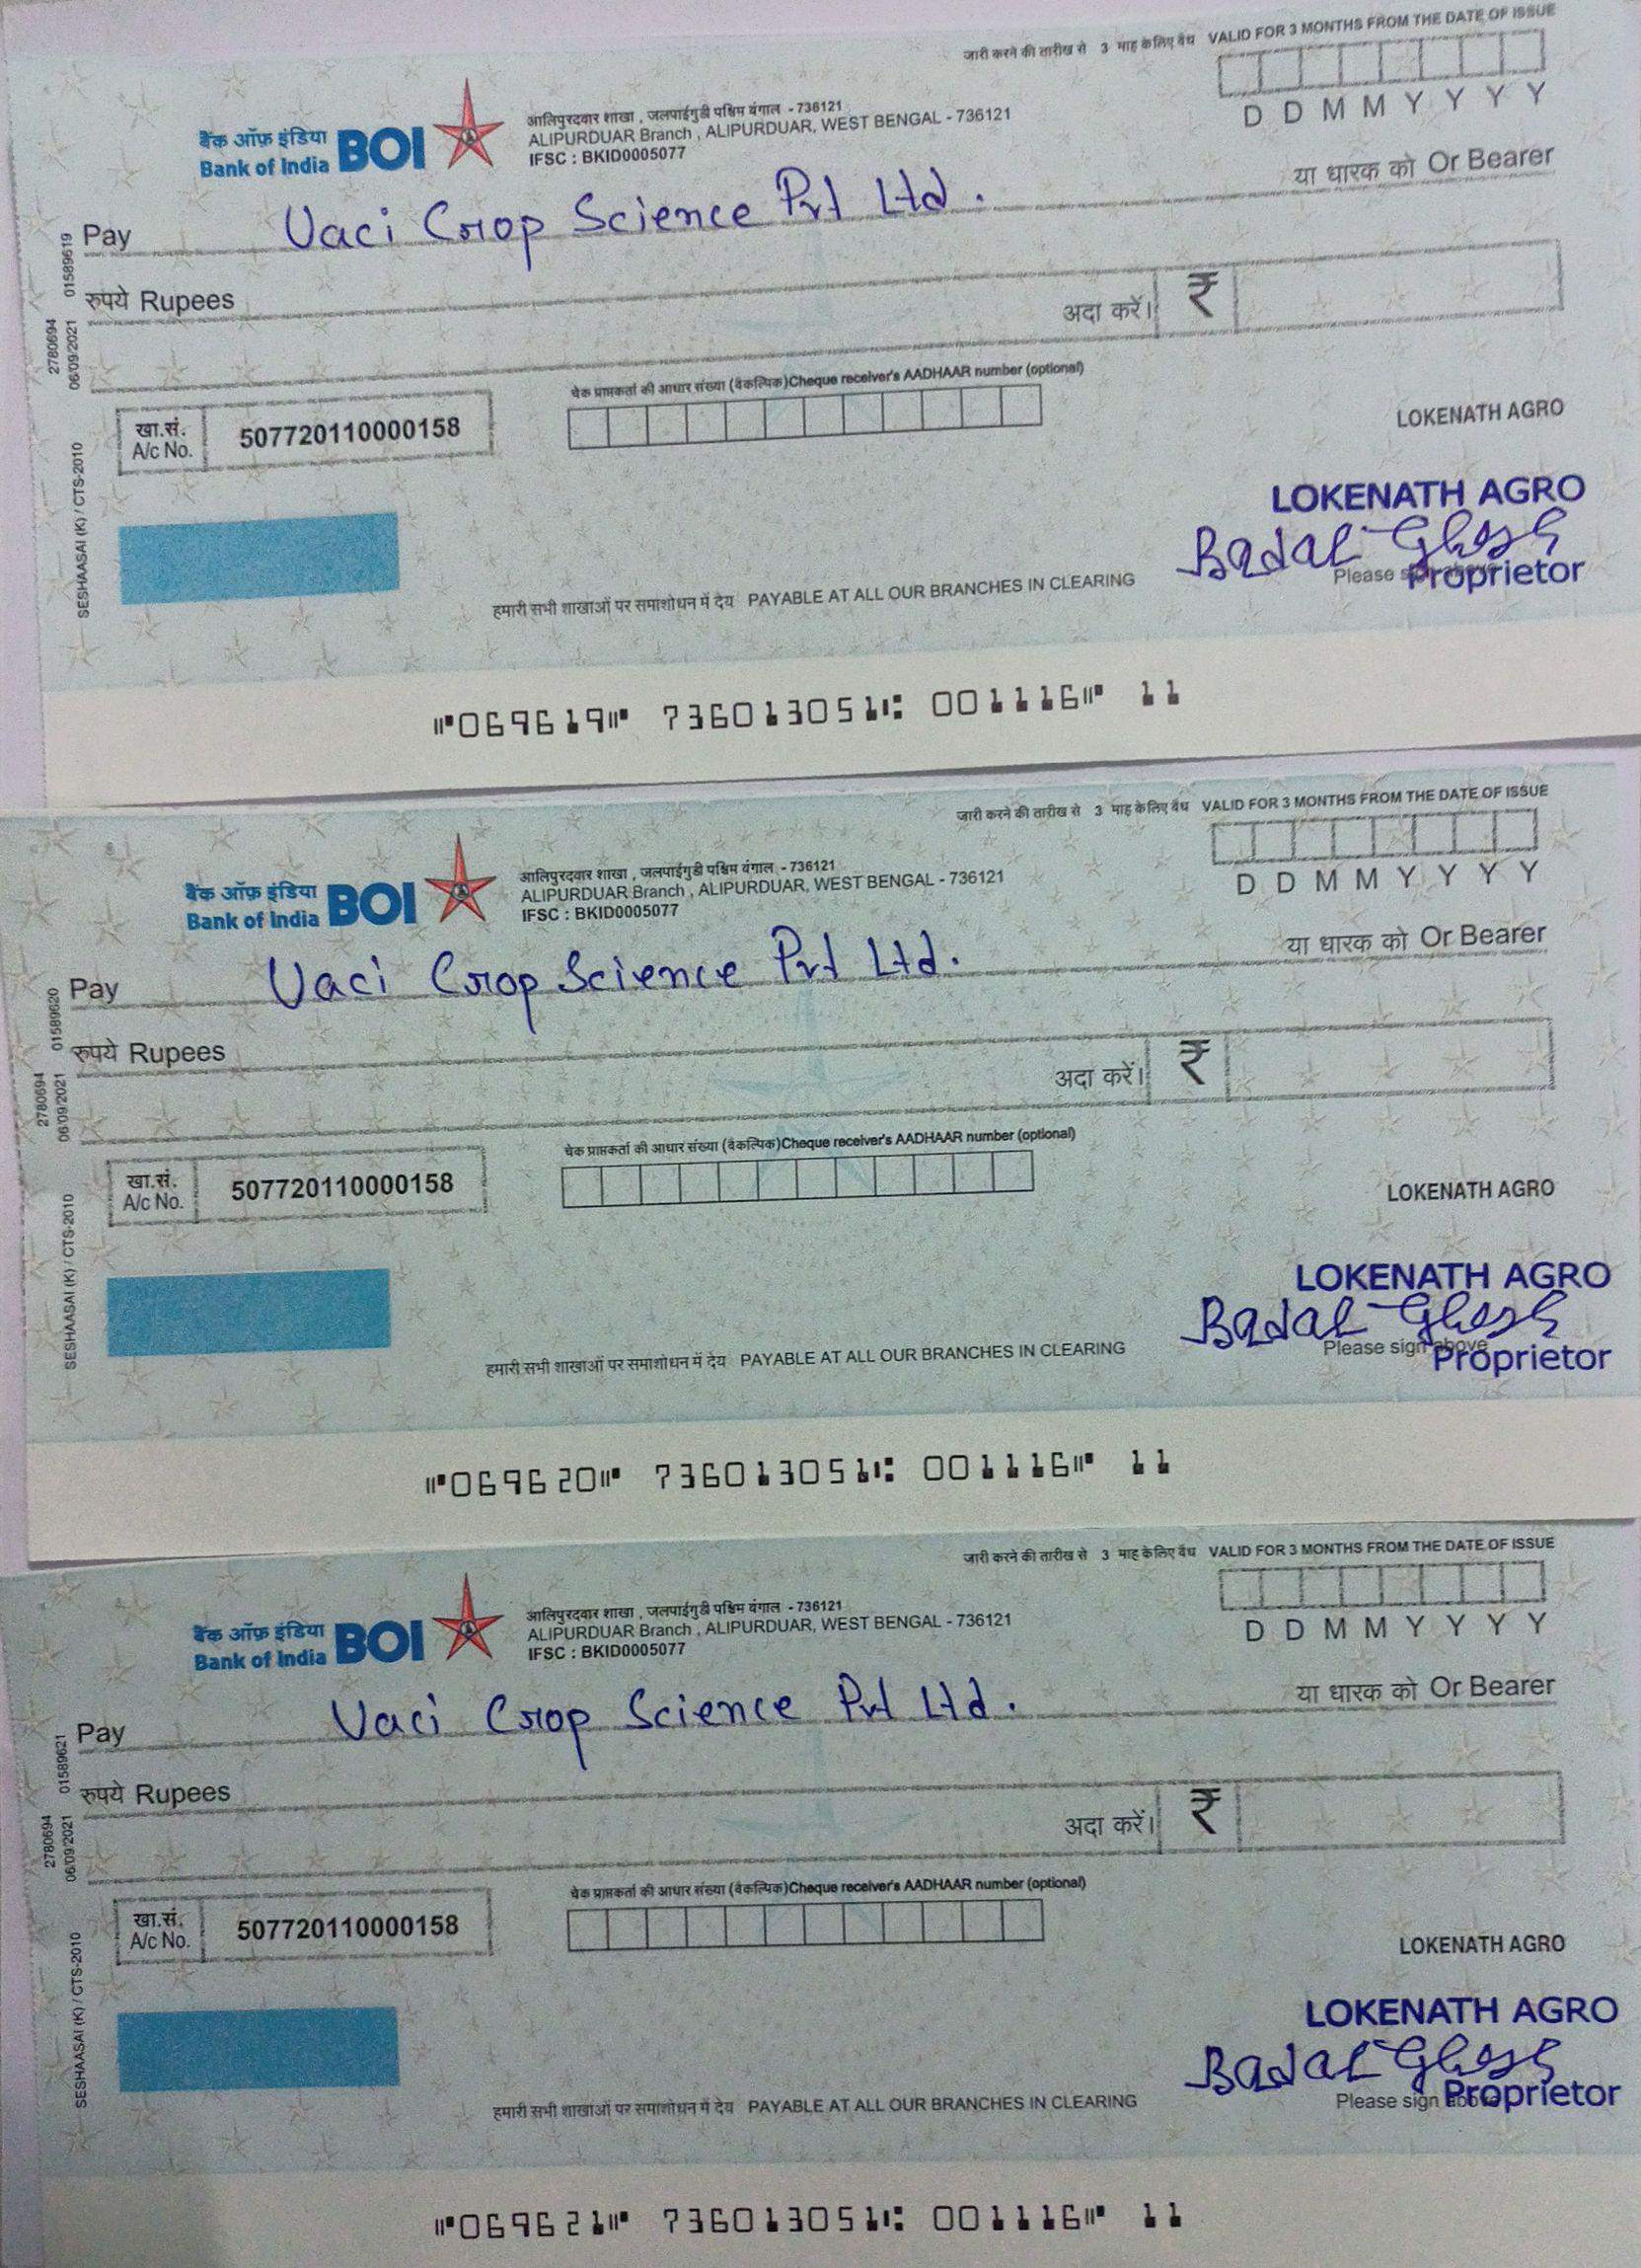 जारी करने की तारीख से 3 माह के लिए वैध VALID FOR 3 MONTHS FROM THE DATE OF ISSUE
D D M M Y Y Y Y
बैंक ऑफ़ इंडिया
Bank of India BOI
आलिपुरदवार शाखा , जलपाईगुडी पश्चिम बंगाल - 736121
ALIPURDUAR Branch , ALIPURDUAR, WEST BENGAL - 736121
IFSC : BKID0005077
Pay Vaci Crop Science Pvt Ltd. या धारक को Or Bearer
रुपये Rupees
अदा करें। ₹
01589619
2780694
06/09/2021
चेक प्राप्तकर्ता की आधार संख्या (वैकल्पिक)Cheque receiver's AADHAAR number (optional)
खा.सं.
A/c No. 507720110000158
LOKENATH AGRO
SESHAASAI (K) / CTS-2010
LOKENATH AGRO
Badal Ghosh
Please sign above
Proprietor
हमारी सभी शाखाओं पर समाशोधन में देय PAYABLE AT ALL OUR BRANCHES IN CLEARING
⑈069619⑈ 736013051⑆ 001116⑈ 11
जारी करने की तारीख से 3 माह के लिए वैध VALID FOR 3 MONTHS FROM THE DATE OF ISSUE
D D M M Y Y Y Y
बैंक ऑफ़ इंडिया
Bank of India BOI
आलिपुरदवार शाखा , जलपाईगुडी पश्चिम बंगाल - 736121
ALIPURDUAR Branch , ALIPURDUAR, WEST BENGAL - 736121
IFSC : BKID0005077
Pay Vaci Crop Science Pvt Ltd. या धारक को Or Bearer
रुपये Rupees
अदा करें। ₹
01589620
2780694
06/09/2021
चेक प्राप्तकर्ता की आधार संख्या (वैकल्पिक)Cheque receiver's AADHAAR number (optional)
खा.सं.
A/c No. 507720110000158
LOKENATH AGRO
SESHAASAI (K) / CTS-2010
LOKENATH AGRO
Badal Ghosh
Please sign above
Proprietor
हमारी सभी शाखाओं पर समाशोधन में देय PAYABLE AT ALL OUR BRANCHES IN CLEARING
⑈069620⑈ 736013051⑆ 001116⑈ 11
जारी करने की तारीख से 3 माह के लिए वैध VALID FOR 3 MONTHS FROM THE DATE OF ISSUE
D D M M Y Y Y Y
बैंक ऑफ़ इंडिया
Bank of India BOI
आलिपुरदवार शाखा , जलपाईगुडी पश्चिम बंगाल - 736121
ALIPURDUAR Branch , ALIPURDUAR, WEST BENGAL - 736121
IFSC : BKID0005077
Pay Vaci Crop Science Pvt Ltd. या धारक को Or Bearer
रुपये Rupees
अदा करें। ₹
01589621
2780694
06/09/2021
चेक प्राप्तकर्ता की आधार संख्या (वैकल्पिक)Cheque receiver's AADHAAR number (optional)
खा.सं.
A/c No. 507720110000158
LOKENATH AGRO
SESHAASAI (K) / CTS-2010
LOKENATH AGRO
Badal Ghosh
Please sign above
Proprietor
हमारी सभी शाखाओं पर समाशोधन में देय PAYABLE AT ALL OUR BRANCHES IN CLEARING
⑈069621⑈ 736013051⑆ 001116⑈ 11